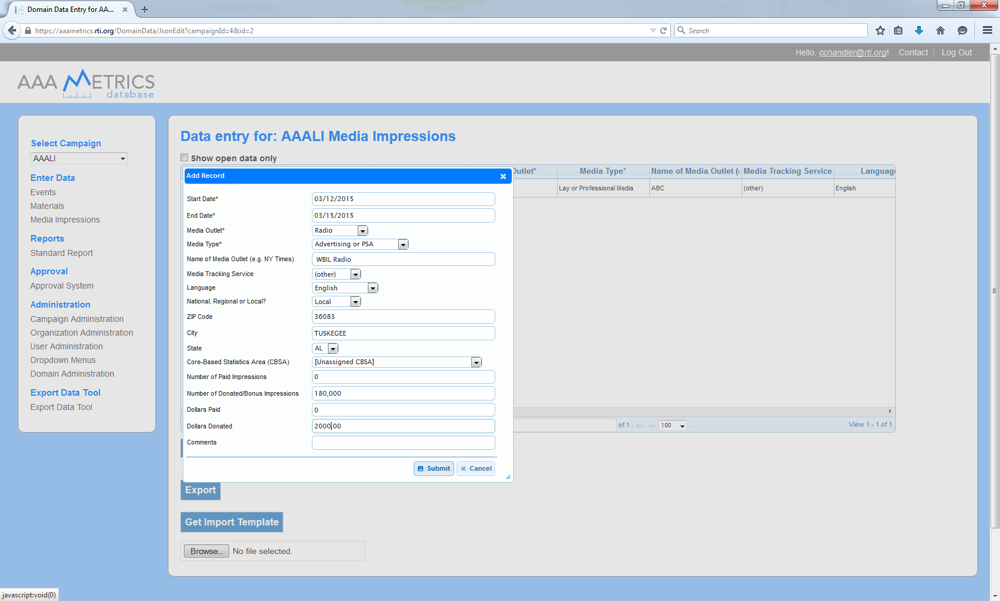 Domain Data Entry for AA...
https://aaametrics.rti.org/DomainData/JsonEdit?campaignId=4&id=2
Search
Hello, cchandler@rti.org! Contact | Log Out
AAA METRICS
database
Select Campaign
AAALI
Enter Data
Events
Materials
Media Impressions
Reports
Standard Report
Approval
Approval System
Administration
Campaign Administration
Organization Administration
User Administration
Dropdown Menus
Domain Administration
Export Data Tool
Export Data Tool
Data entry for: AAALI Media Impressions
Show open data only
Outlet* Media Type* Name of Media Outlet ( Media Tracking Service Language
Lay or Professional Media ABC (other) English
Add Record
Start Date* 03/12/2015
End Date* 03/15/2015
Media Outlet* Radio
Media Type* Advertising or PSA
Name of Media Outlet (e.g. NY Times) WBIL Radio
Media Tracking Service (other)
Language English
National, Regional or Local? Local
ZIP Code 36083
City TUSKEGEE
State AL
Core-Based Statistics Area (CBSA) [Unassigned CBSA]
Number of Paid Impressions 0
Number of Donated/Bonus Impressions 180,000
Dollars Paid 0
Dollars Donated 2000.00
Comments
Submit Cancel
of 1 100 View 1 - 1 of 1
Export
Get Import Template
Browse... No file selected.
javascript:void(0)